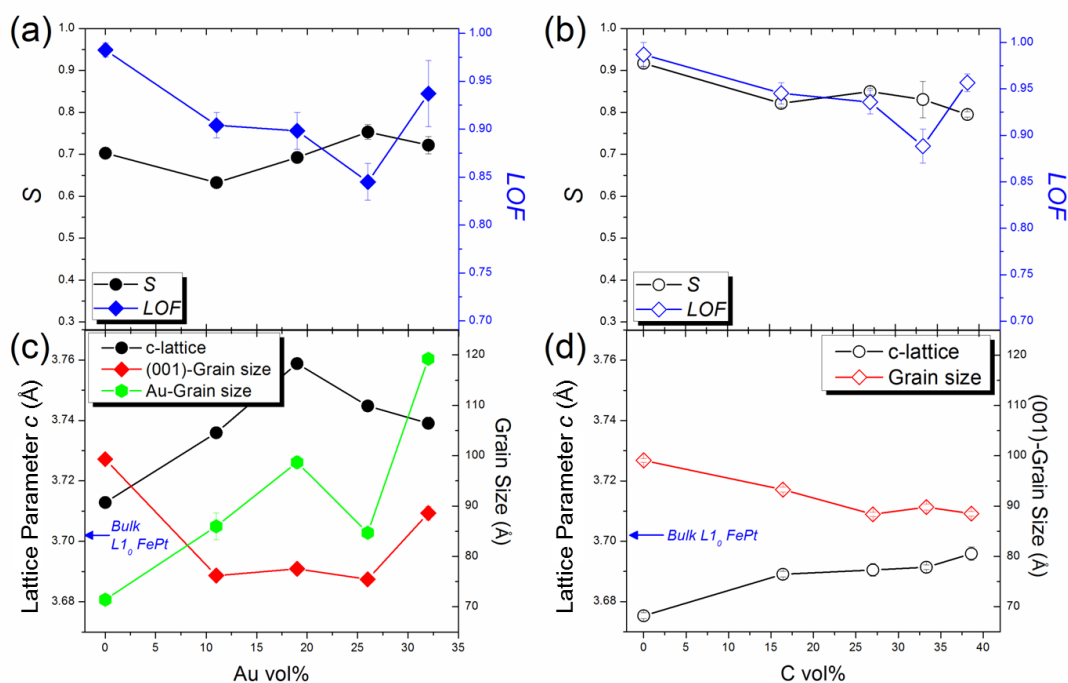 (a)
1.0
0.9
0.8
0.7
0.6
0.5
0.4
0.3
S
1.00
0.95
0.90
0.85
0.80
0.75
0.70
LOF
S
LOF
(b)
1.0
0.9
0.8
0.7
0.6
0.5
0.4
0.3
S
1.00
0.95
0.90
0.85
0.80
0.75
0.70
LOF
S
LOF
(c)
3.76
3.74
3.72
3.70
3.68
Lattice Parameter c (Å)
c-lattice
(001)-Grain size
Au-Grain size
Bulk
L1₀ FePt
120
110
100
90
80
70
Grain Size (Å)
0 5 10 15 20 25 30 35
Au vol%
(d)
3.76
3.74
3.72
3.70
3.68
Lattice Parameter c (Å)
c-lattice
Grain size
Bulk L1₀ FePt
120
110
100
90
80
70
(001)-Grain Size (Å)
0 5 10 15 20 25 30 35 40
C vol%